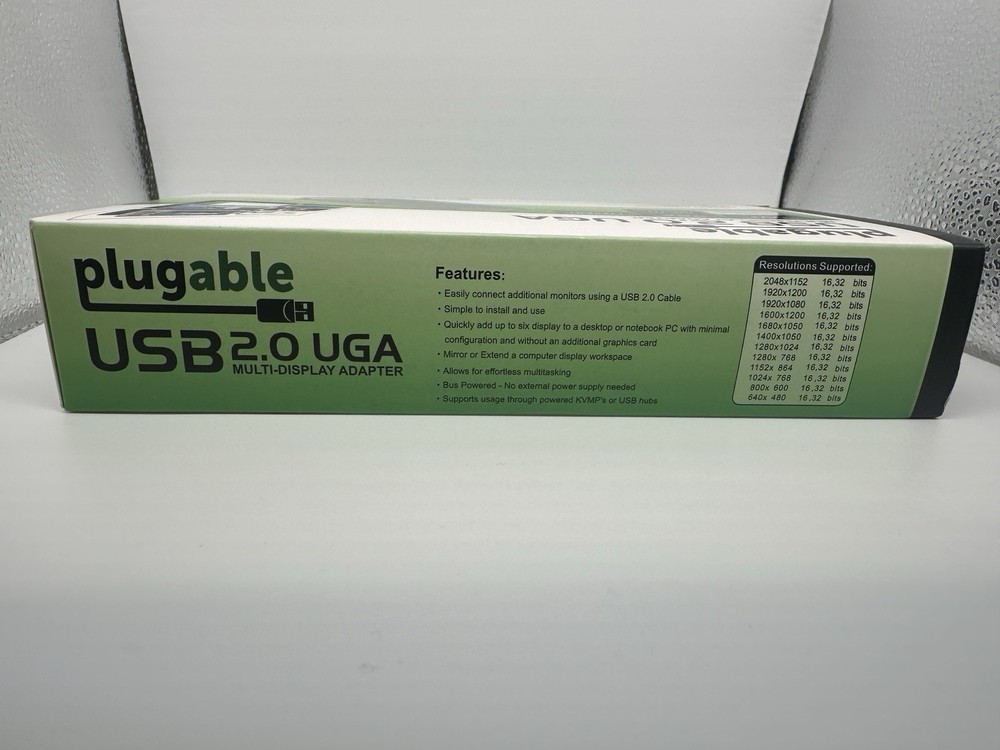 plugable UGA
plugable
USB 2.0 UGA
MULTI-DISPLAY ADAPTER
Features:
• Easily connect additional monitors using a USB 2.0 Cable
• Simple to install and use
• Quickly add up to six display to a desktop or notebook PC with minimal
configuration and without an additional graphics card
• Mirror or Extend a computer display workspace
• Allows for effortless multitasking
• Bus Powered - No external power supply needed
• Supports usage through powered KVMP's or USB hubs
Resolutions Supported:
2048x1152 16,32 bits
1920x1200 16,32 bits
1920x1080 16,32 bits
1600x1200 16,32 bits
1680x1050 16,32 bits
1400x1050 16,32 bits
1280x1024 16,32 bits
1280x 768 16,32 bits
1152x 864 16,32 bits
1024x 768 16,32 bits
800x 600 16,32 bits
640x 480 16,32 bits